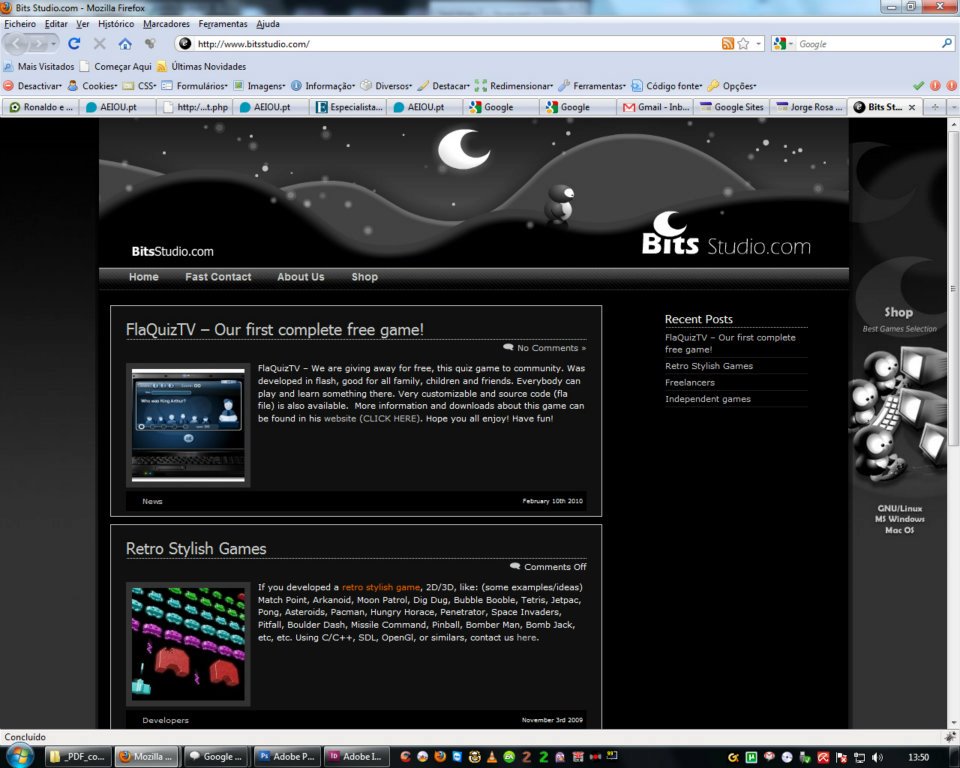 Bits Studio.com - Mozilla Firefox
Ficheiro Editar Ver Histórico Marcadores Ferramentas Ajuda
http://www.bitsstudio.com/
Google
Mais Visitados Começar Aqui Últimas Novidades
Desactivar Cookies CSS Formulários Imagens Informação Diversos Destacar Redimensionar Ferramentas Código fonte Opções
Ronaldo e ... AEIOU.pt http:/...t.php AEIOU.pt Especialista... AEIOU.pt Google Google Gmail - Inb... Google Sites Jorge Rosa ... Bits St...
BitsStudio.com
Bits Studio.com
Home Fast Contact About Us Shop
FlaQuizTV – Our first complete free game!
No Comments »
FlaQuizTV – We are giving away for free, this quiz game to community. Was
developed in flash, good for all family, children and friends. Everybody can
play and learn something there. Very customizable and source code (fla
file) is also available. More information and downloads about this game can
be found in his website (CLICK HERE). Hope you all enjoy! Have fun!
Who was King Arthur?
News
February 10th 2010
Retro Stylish Games
Comments Off
If you developed a retro stylish game, 2D/3D, like: (some examples/ideas)
Match Point, Arkanoid, Moon Patrol, Dig Dug, Bubble Booble, Tetris, Jetpac,
Pong, Asteroids, Pacman, Hungry Horace, Penetrator, Space Invaders,
Pitfall, Boulder Dash, Missile Command, Pinball, Bomber Man, Bomb Jack,
etc, etc. Using C/C++, SDL, OpenGl, or similars, contact us here.
Developers
November 3rd 2009
Recent Posts
FlaQuizTV – Our first complete
free game!
Retro Stylish Games
Freelancers
Independent games
Shop
Best Games Selection
GNU/Linux
MS Windows
Mac OS
Concluído
_PDF_co... Mozilla ... Google ... Adobe P... Adobe I...
13:50